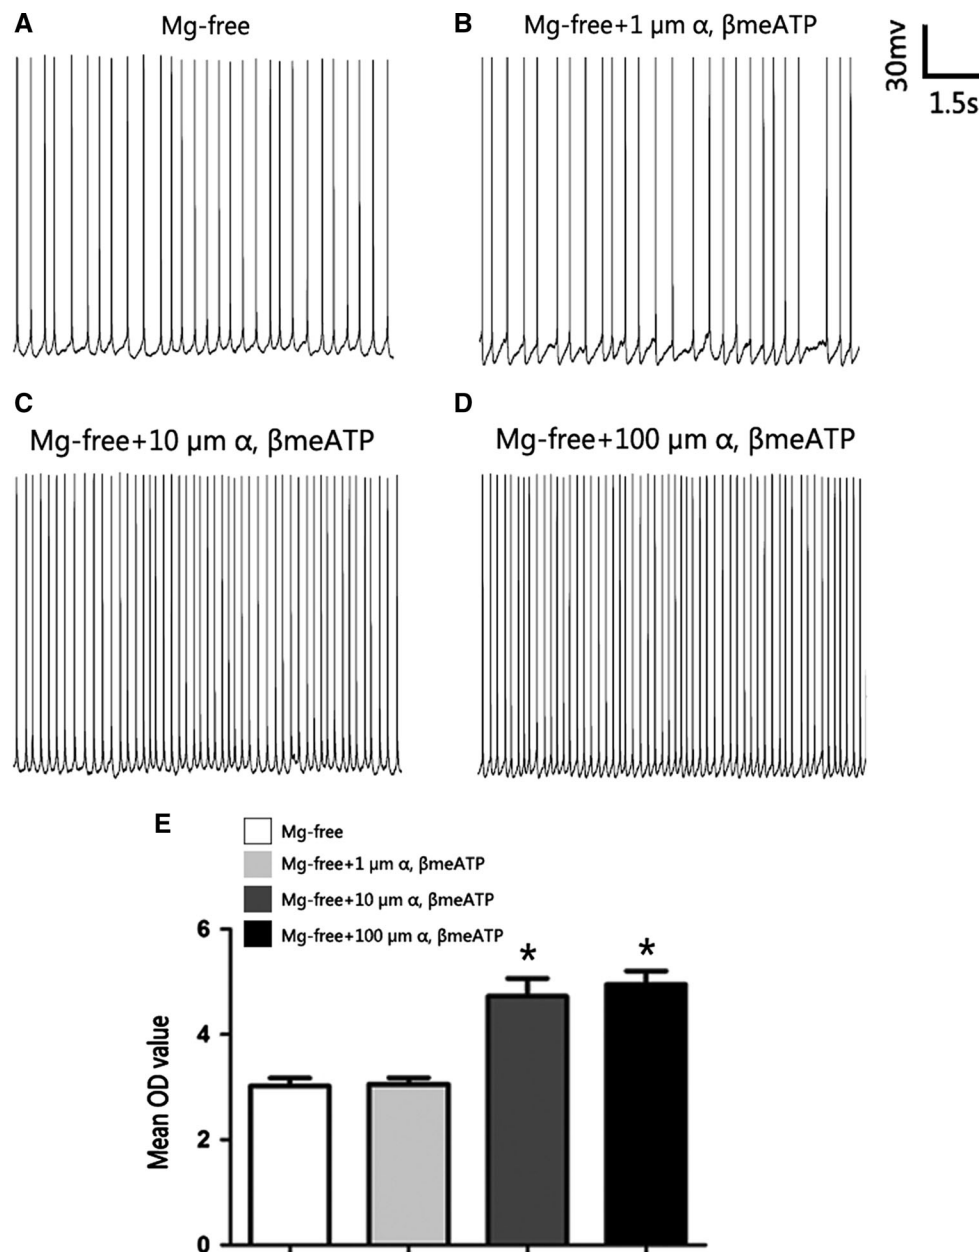 A
Mg-free
B
Mg-free+1 μm α, βmeATP
30mv
1.5s
C
Mg-free+10 μm α, βmeATP
D
Mg-free+100 μm α, βmeATP
E
Mg-free
Mg-free+1 μm α, βmeATP
Mg-free+10 μm α, βmeATP
Mg-free+100 μm α, βmeATP
Mean OD value
6
4
2
0
*
*